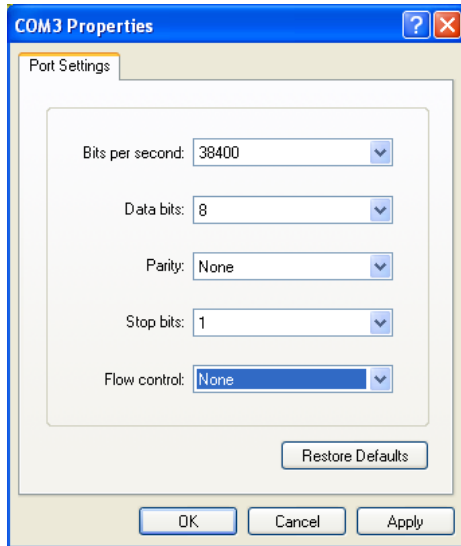 COM3 Properties
Port Settings
Bits per second: 38400
Data bits: 8
Parity: None
Stop bits: 1
Flow control: None
Restore Defaults
OK Cancel Apply